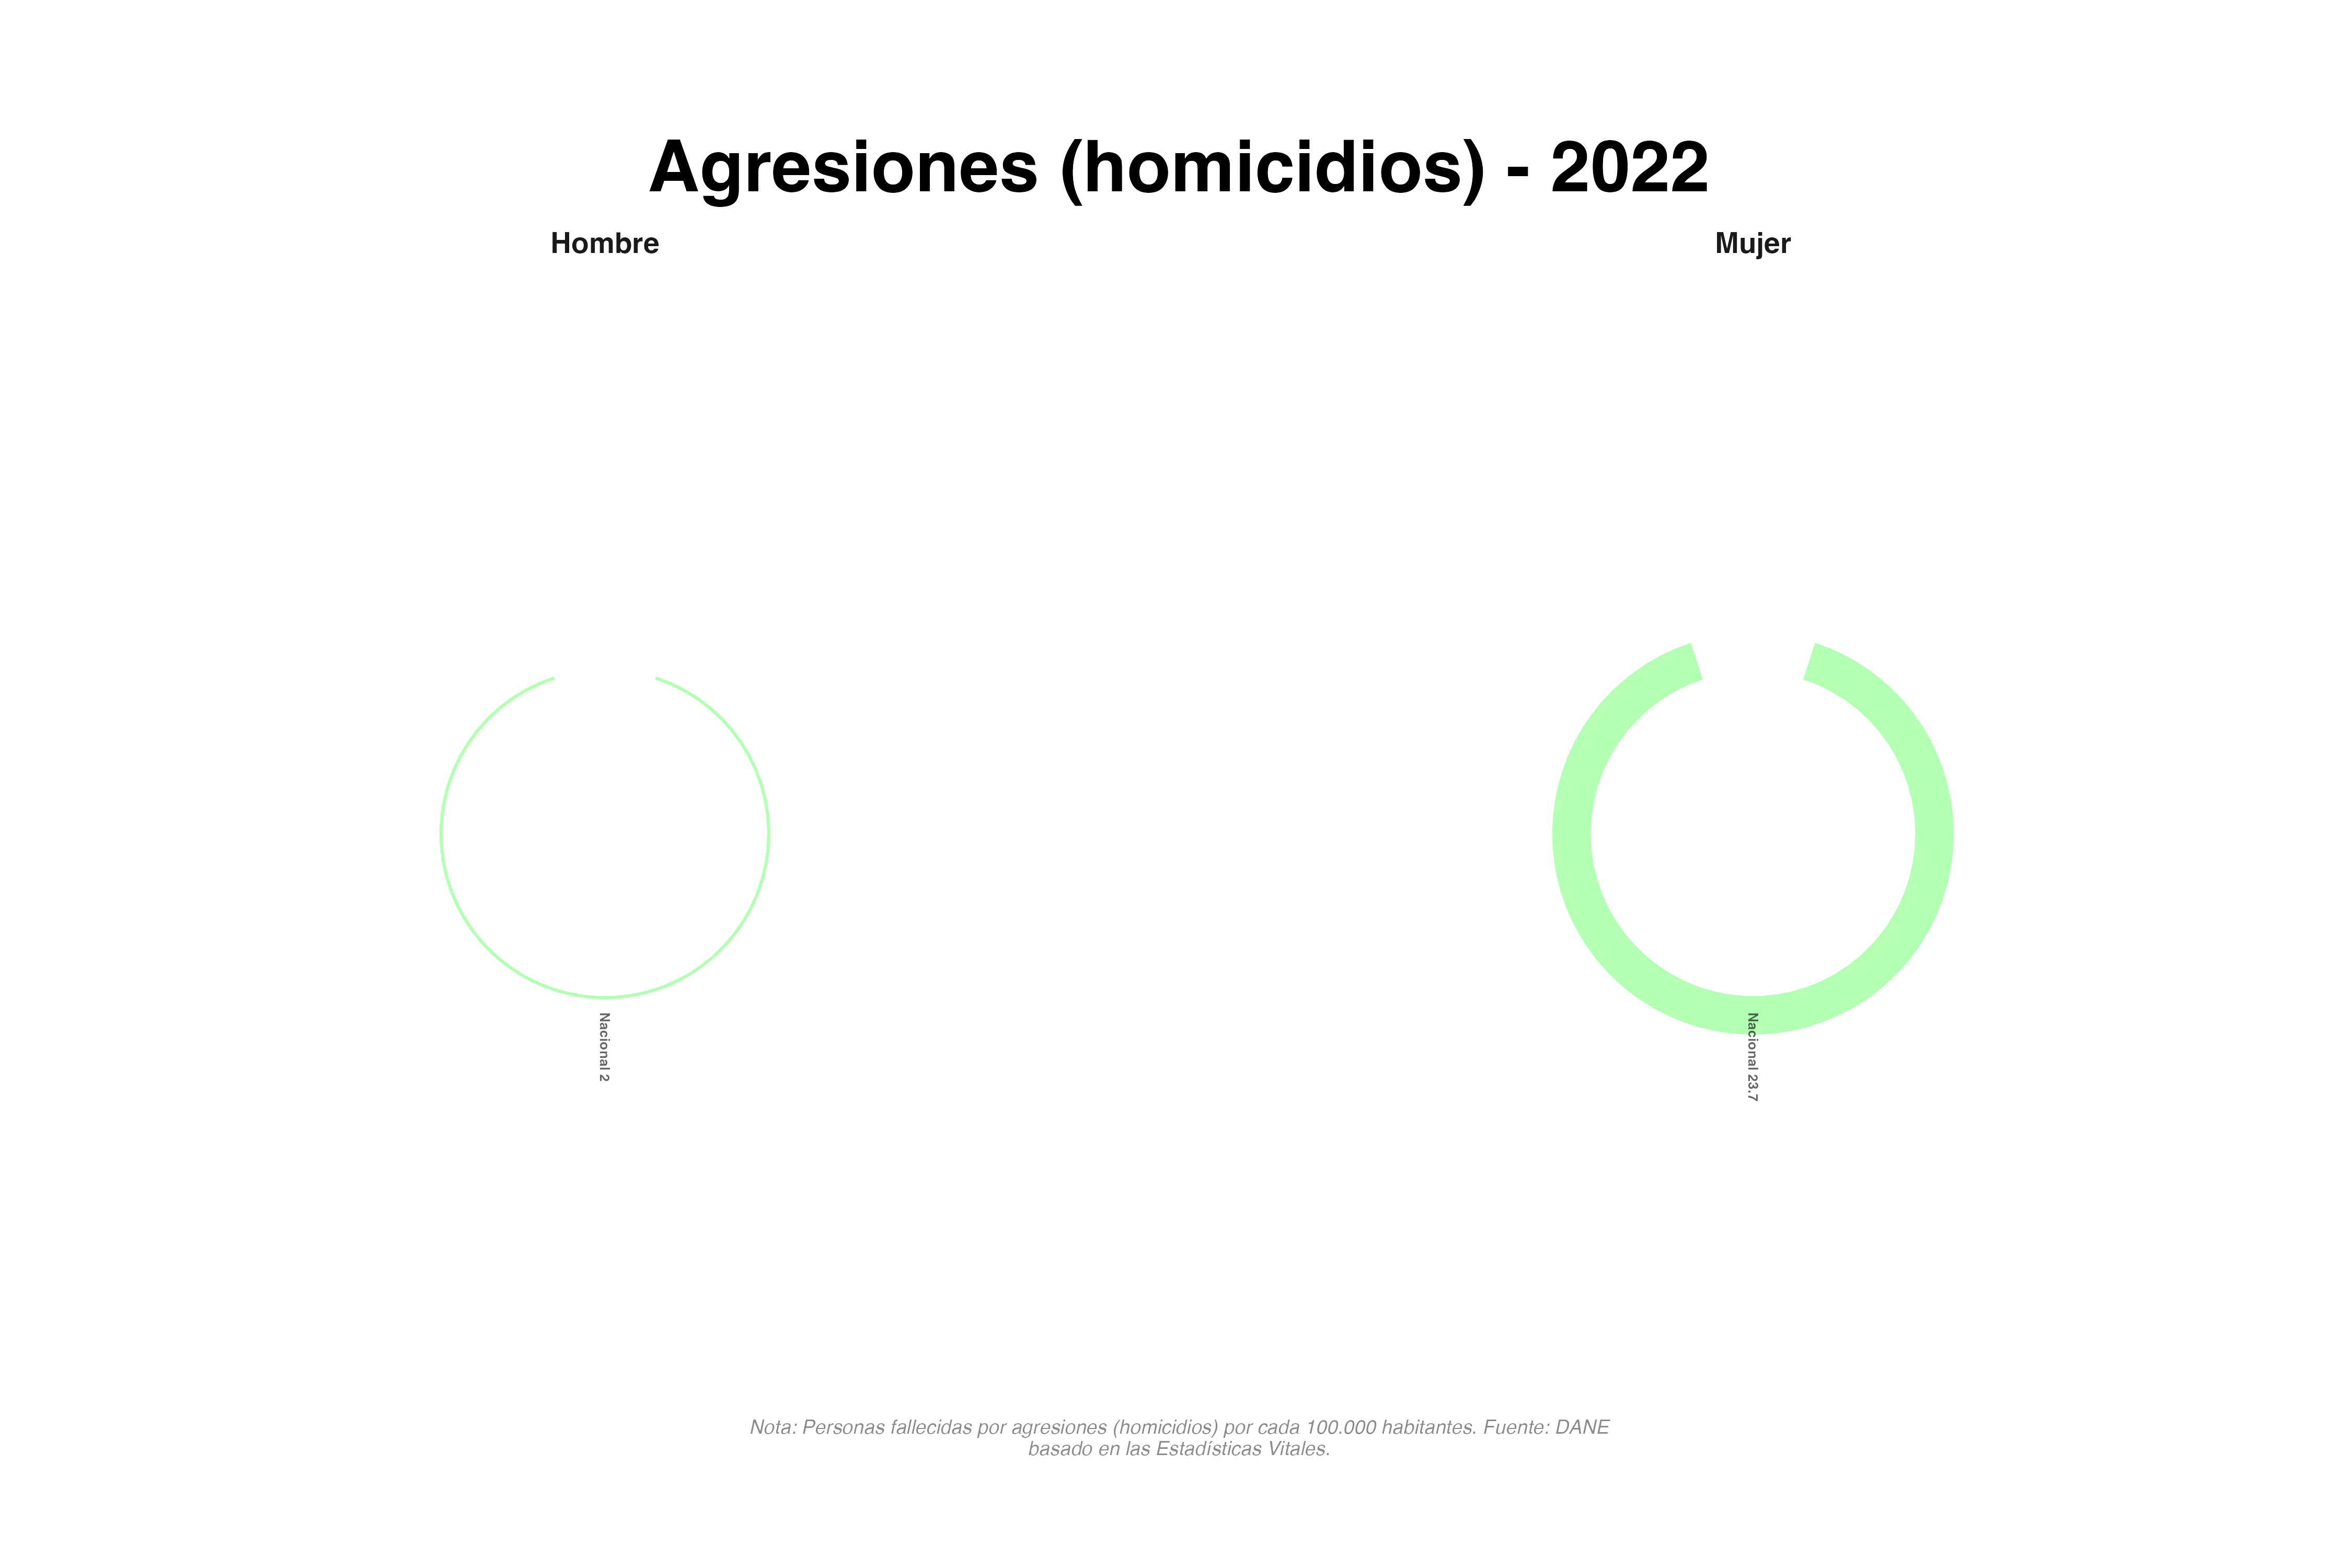 Agresiones (homicidios) - 2022
Hombre
Mujer
Nacional 2
Nacional 23.7
Nota: Personas fallecidas por agresiones (homicidios) por cada 100.000 habitantes. Fuente: DANE
basado en las Estadísticas Vitales.